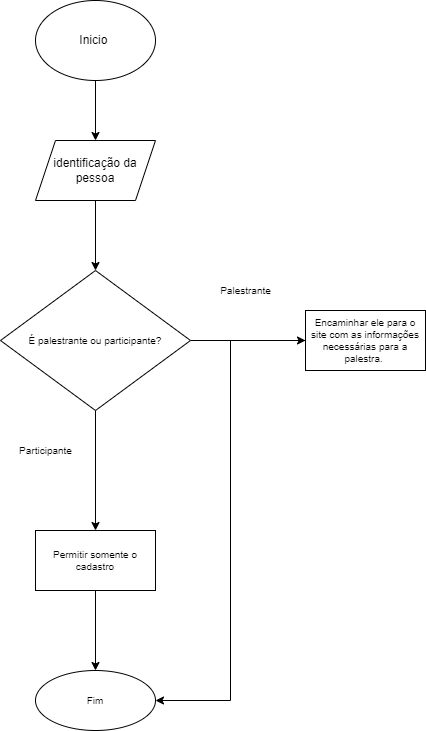 Inicio
identificação da
pessoa
Palestrante
É palestrante ou participante?
Encaminhar ele para o
site com as informações
necessárias para a
palestra.
Participante
Permitir somente o
cadastro
Fim